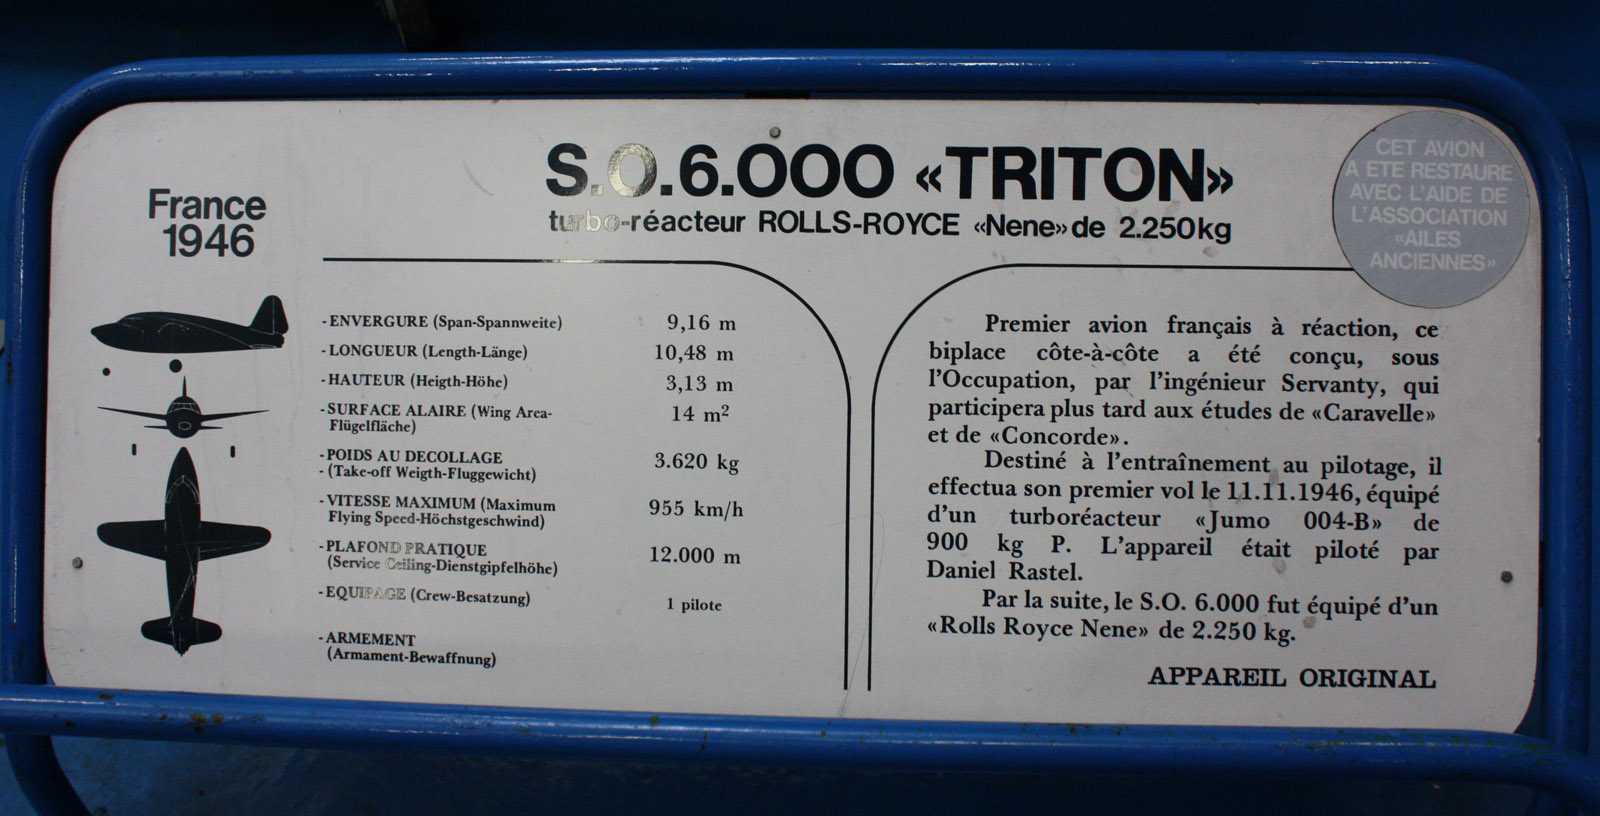 France
1946
S.O.6.000 «TRITON»
turbo-réacteur ROLLS-ROYCE «Nene» de 2.250kg
CET AVION
A ETE RESTAURE
AVEC L'AIDE DE
L'ASSOCIATION
«AILES
ANCIENNES»
- ENVERGURE (Span-Spannweite) 9,16 m
- LONGUEUR (Length-Länge) 10,48 m
- HAUTEUR (Heigth-Höhe) 3,13 m
- SURFACE ALAIRE (Wing Area- 14 m²
Flügelfläche)
- POIDS AU DECOLLAGE 3.620 kg
- (Take-off Weigth-Fluggewicht)
- VITESSE MAXIMUM (Maximum 955 km/h
Flying Speed-Höchstgeschwind)
- PLAFOND PRATIQUE 12.000 m
(Service Ceiling-Dienstgipfelhöhe)
- EQUIPAGE (Crew-Besatzung) 1 pilote
- ARMEMENT
(Armament-Bewaffnung)
Premier avion français à réaction, ce
biplace côte-à-côte a été conçu, sous
l'Occupation, par l'ingénieur Servanty, qui
participera plus tard aux études de «Caravelle»
et de «Concorde».
Destiné à l'entraînement au pilotage, il
effectua son premier vol le 11.11.1946, équipé
d'un turboréacteur «Jumo 004-B» de
900 kg P. L'appareil était piloté par
Daniel Rastel.
Par la suite, le S.O. 6.000 fut équipé d'un
«Rolls Royce Nene» de 2.250 kg.
APPAREIL ORIGINAL